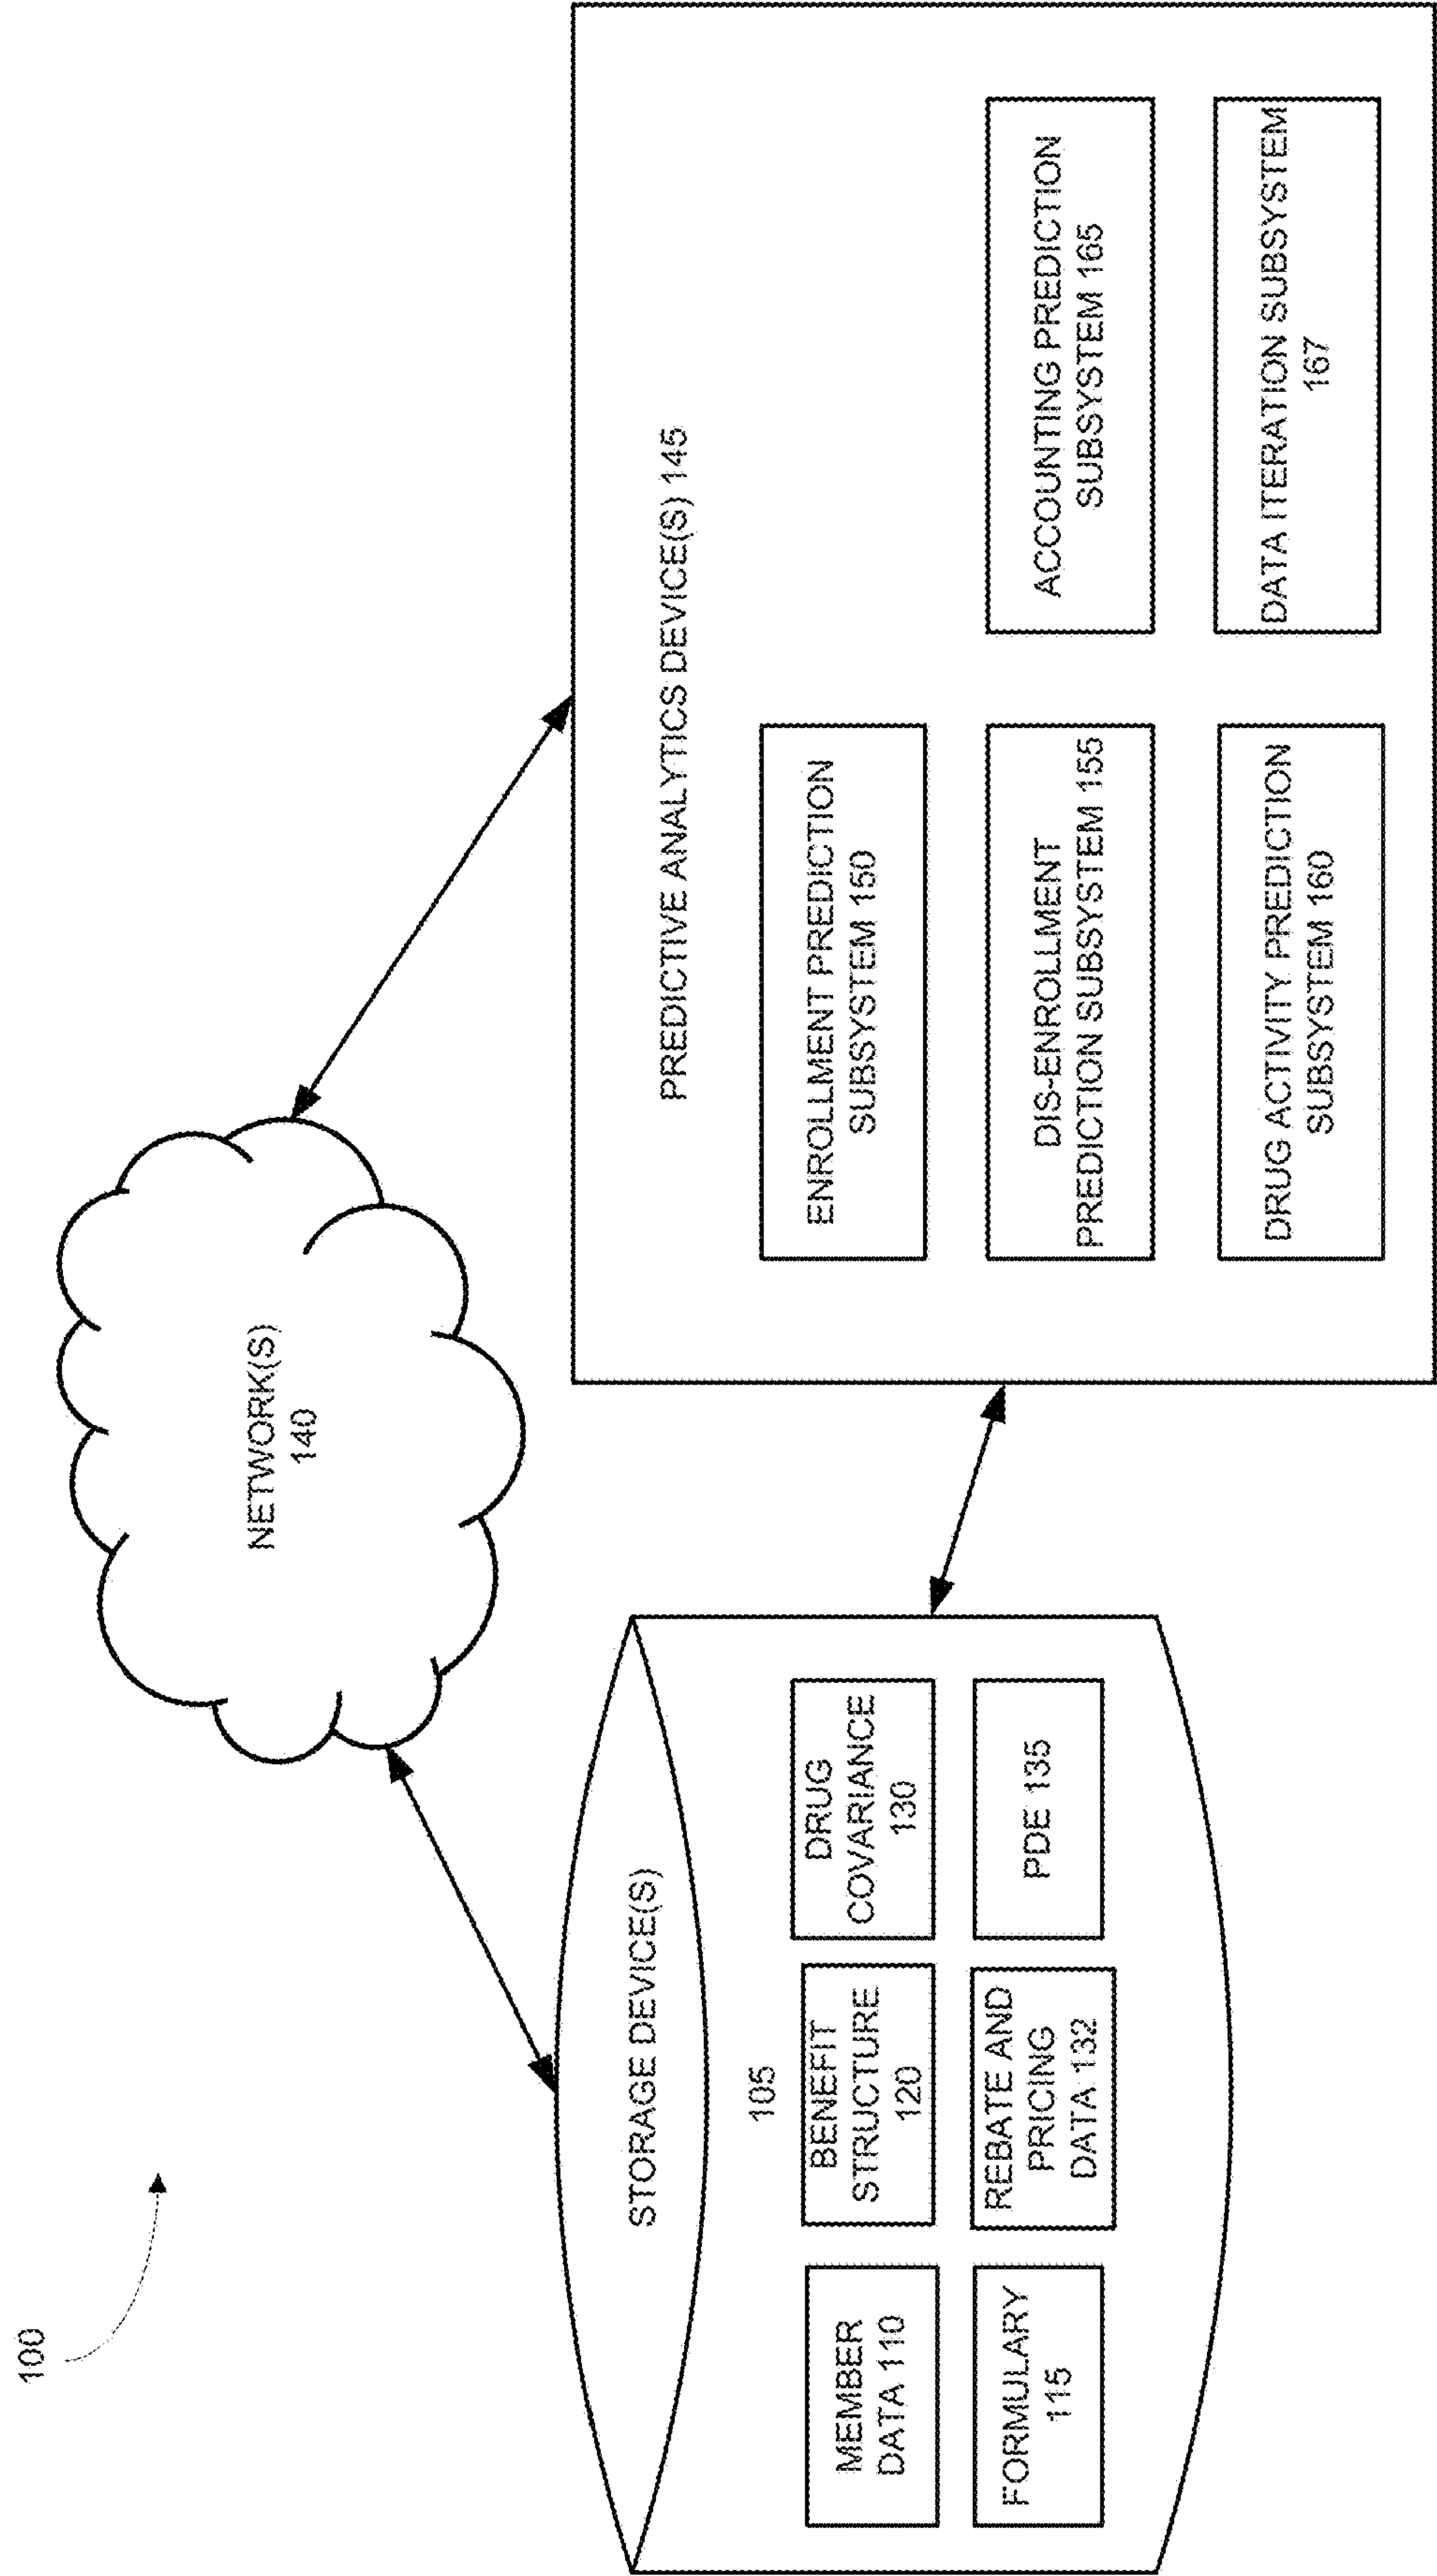 100
NETWORK(S)
140
STORAGE DEVICE(S)
105
MEMBER
DATA 110
BENEFIT
STRUCTURE
120
DRUG
COVARIANCE
130
FORMULARY
115
REBATE AND
PRICING
DATA 132
PDE 135
PREDICTIVE ANALYTICS DEVICE(S) 145
ENROLLMENT PREDICTION
SUBSYSTEM 150
DIS-ENROLLMENT
PREDICTION SUBSYSTEM 155
ACCOUNTING PREDICTION
SUBSYSTEM 165
DRUG ACTIVITY PREDICTION
SUBSYSTEM 160
DATA ITERATION SUBSYSTEM
167